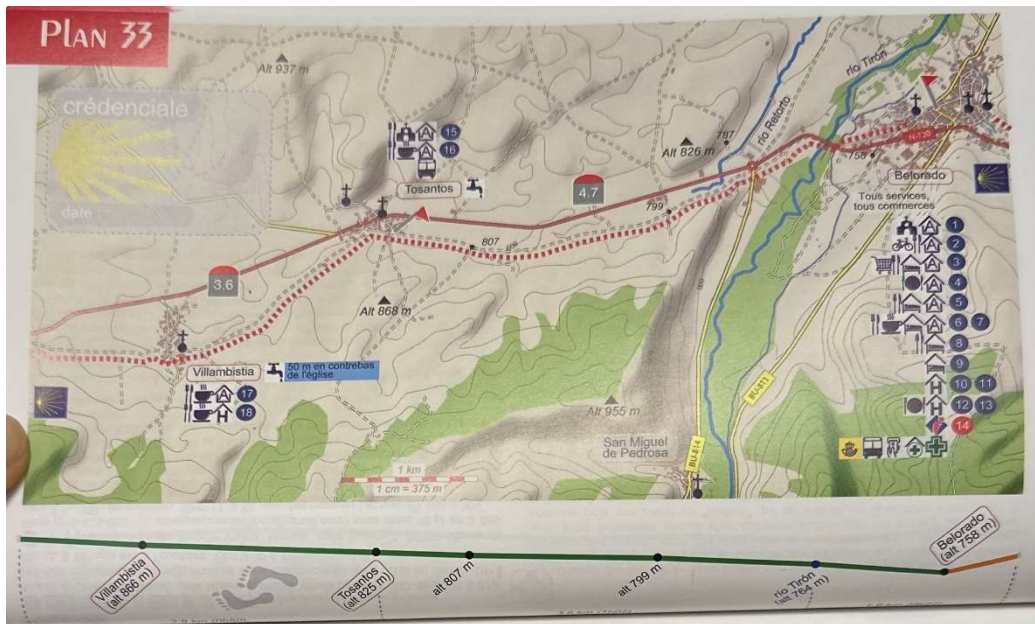 PLAN 33
Alt 937 m
crédenciale
date :
15
16
Tosantos
4.7
799
807
787
Alt 826 m
río Retorto
río Tirón
N-120
758
Belorado
Tous services,
tous commerces
1
2
3
4
5
6 7
8
9
10 11
12 13
14
3.6
Alt 868 m
Villambistia
50 m en contrebas
de l'église
17
18
Alt 955 m
San Miguel
de Pedrosa
BU-814
BU-811
1 km
1 cm = 375 m
Villambistia
(alt 866 m)
Tosantos
(alt 825 m)
alt 807 m
alt 799 m
río Tirón
(alt 764 m)
Belorado
(alt 758 m)